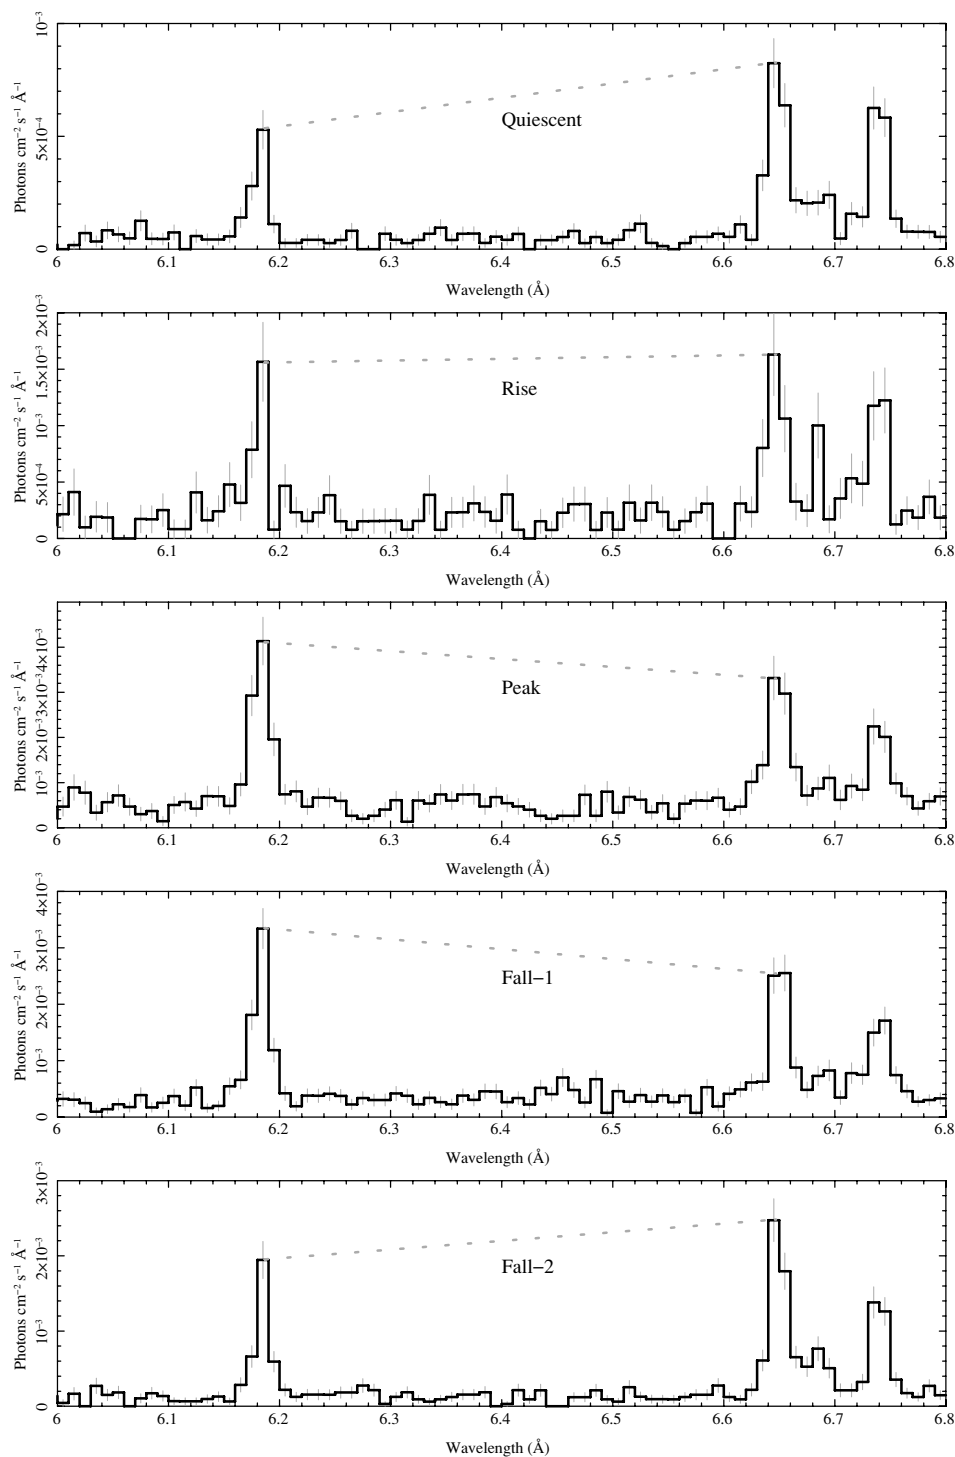 10⁻³
5×10⁻⁴
0
Photons cm⁻² s⁻¹ Å⁻¹
Quiescent
6 6.1 6.2 6.3 6.4 6.5 6.6 6.7 6.8
Wavelength (Å)
2×10⁻³
1.5×10⁻³
10⁻³
5×10⁻⁴
0
Photons cm⁻² s⁻¹ Å⁻¹
Rise
6 6.1 6.2 6.3 6.4 6.5 6.6 6.7 6.8
Wavelength (Å)
4×10⁻³
3×10⁻³
2×10⁻³
10⁻³
0
Photons cm⁻² s⁻¹ Å⁻¹
Peak
6 6.1 6.2 6.3 6.4 6.5 6.6 6.7 6.8
Wavelength (Å)
4×10⁻³
3×10⁻³
2×10⁻³
10⁻³
0
Photons cm⁻² s⁻¹ Å⁻¹
Fall−1
6 6.1 6.2 6.3 6.4 6.5 6.6 6.7 6.8
Wavelength (Å)
3×10⁻³
2×10⁻³
10⁻³
0
Photons cm⁻² s⁻¹ Å⁻¹
Fall−2
6 6.1 6.2 6.3 6.4 6.5 6.6 6.7 6.8
Wavelength (Å)